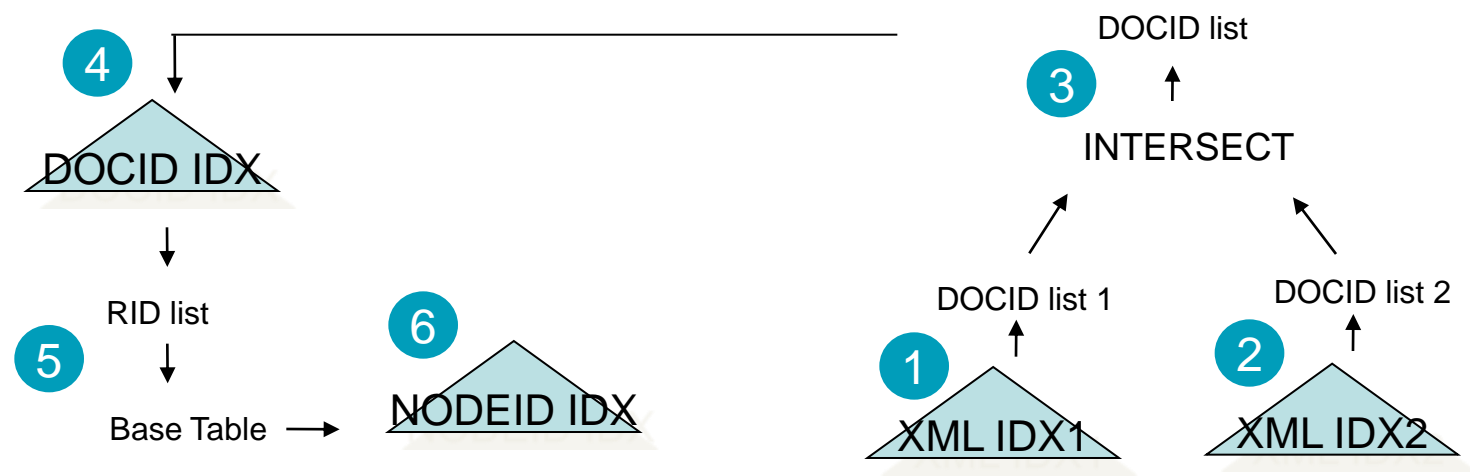 DOCID list
4
3
INTERSECT
DOCID IDX
DOCID list 1
DOCID list 2
RID list
6
5
1
2
NODEID IDX
Base Table
XML IDX1
XML IDX2